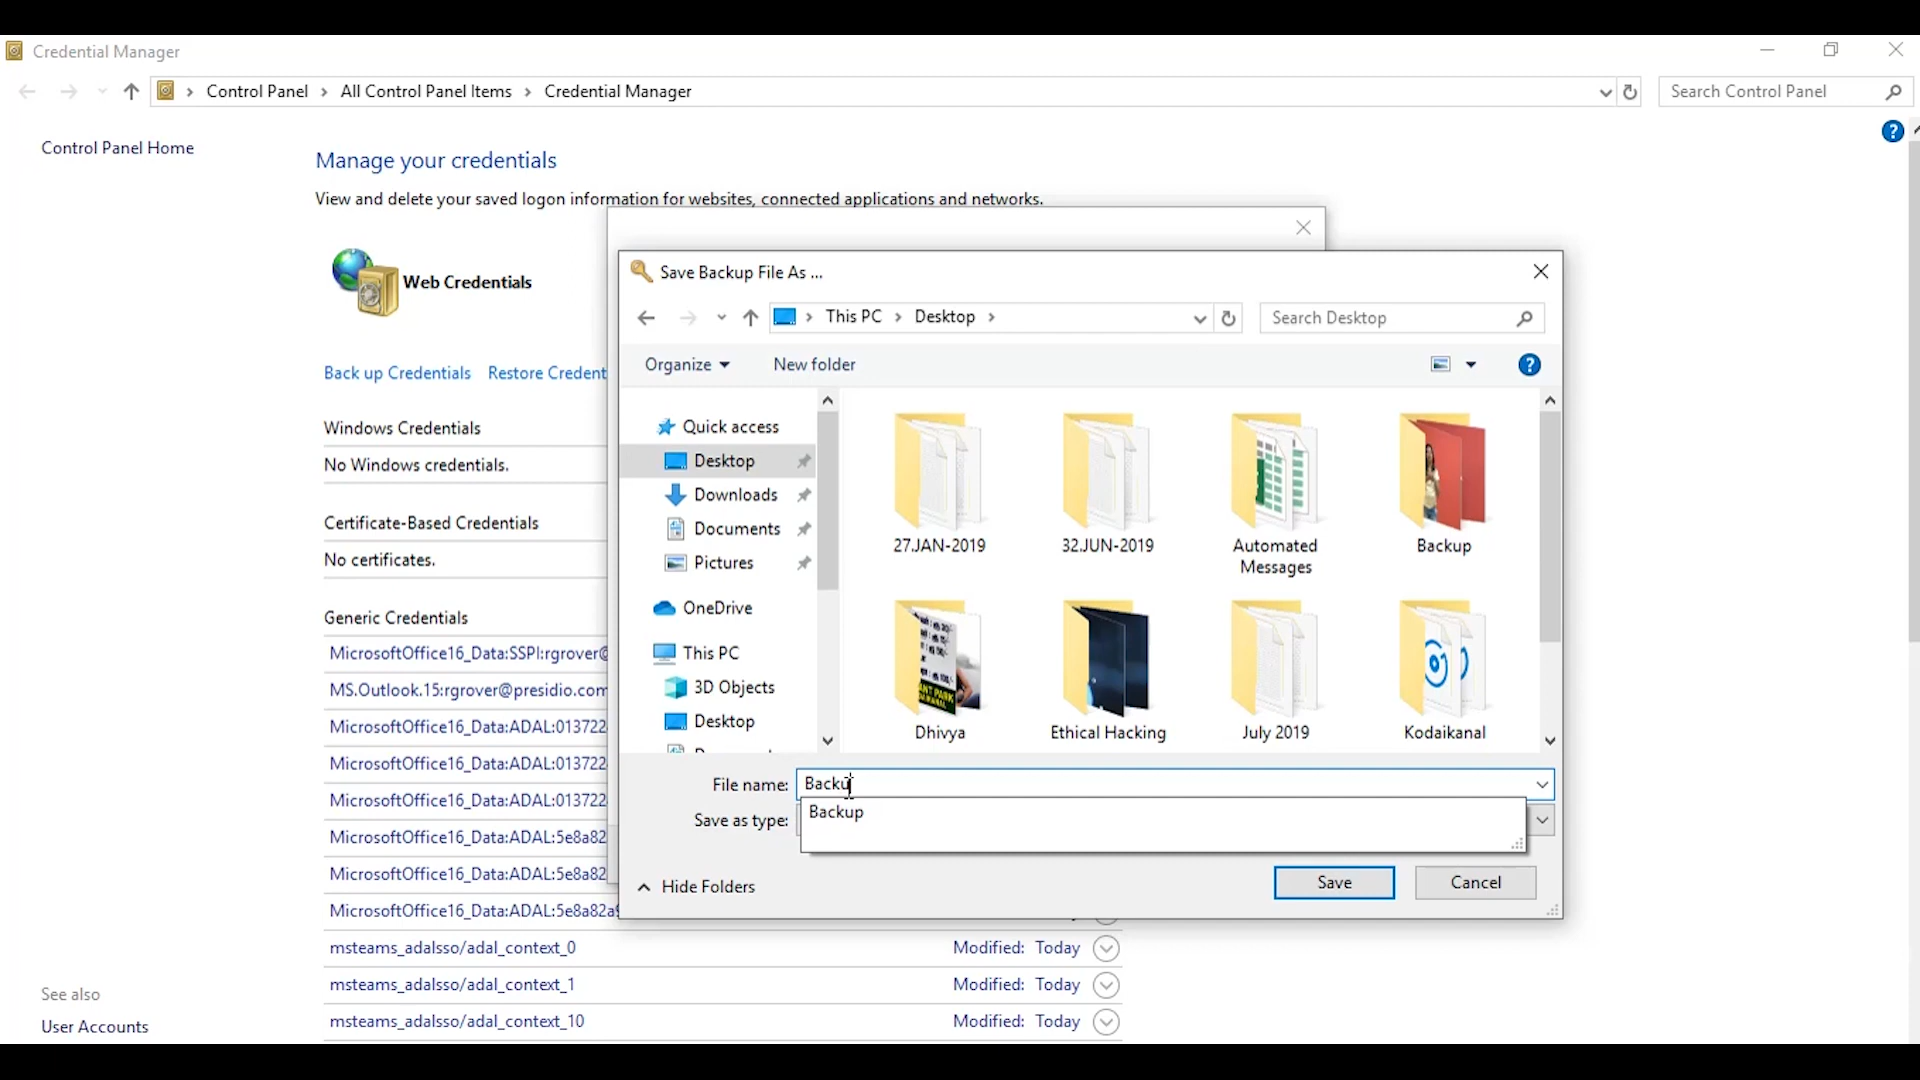 Credential Manager
Control Panel > All Control Panel Items > Credential Manager
Search Control Panel
Control Panel Home
Manage your credentials
View and delete your saved logon information for websites, connected applications and networks.
Web Credentials
Back up Credentials Restore Credent
Windows Credentials
No Windows credentials.
Certificate-Based Credentials
No certificates.
Generic Credentials
MicrosoftOffice16_Data:SSPI:rgrover@
MS.Outlook.15:rgrover@presidio.com
MicrosoftOffice16_Data:ADAL:013722
MicrosoftOffice16_Data:ADAL:013722
MicrosoftOffice16_Data:ADAL:013722
MicrosoftOffice16_Data:ADAL:5e8a82
MicrosoftOffice16_Data:ADAL:5e8a82
MicrosoftOffice16_Data:ADAL:5e8a82a
msteams_adalsso/adal_context_0 Modified: Today
msteams_adalsso/adal_context_1 Modified: Today
msteams_adalsso/adal_context_10 Modified: Today
See also
User Accounts
Save Backup File As ...
This PC > Desktop >
Search Desktop
Organize New folder
Quick access
Desktop
Downloads
Documents
Pictures
OneDrive
This PC
3D Objects
Desktop
27.JAN-2019
32.JUN-2019
Automated
Messages
Backup
Dhivya
Ethical Hacking
July 2019
Kodaikanal
File name: Backu
Backup
Save as type:
Hide Folders
Save Cancel